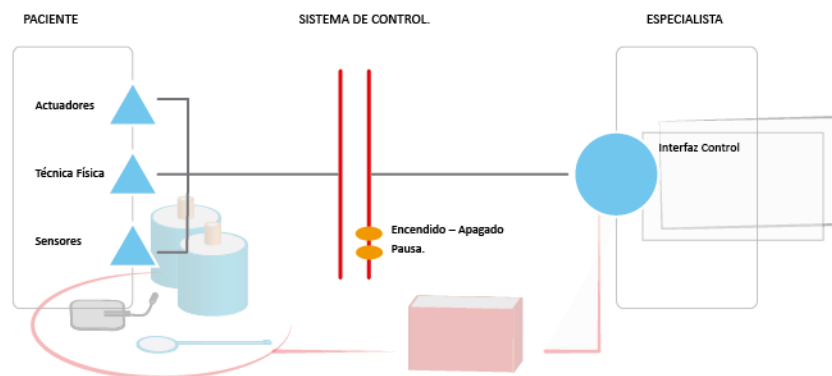 PACIENTE
SISTEMA DE CONTROL.
ESPECIALISTA
Actuadores
Técnica Física
Sensores
Encendido – Apagado
Pausa.
Interfaz Control